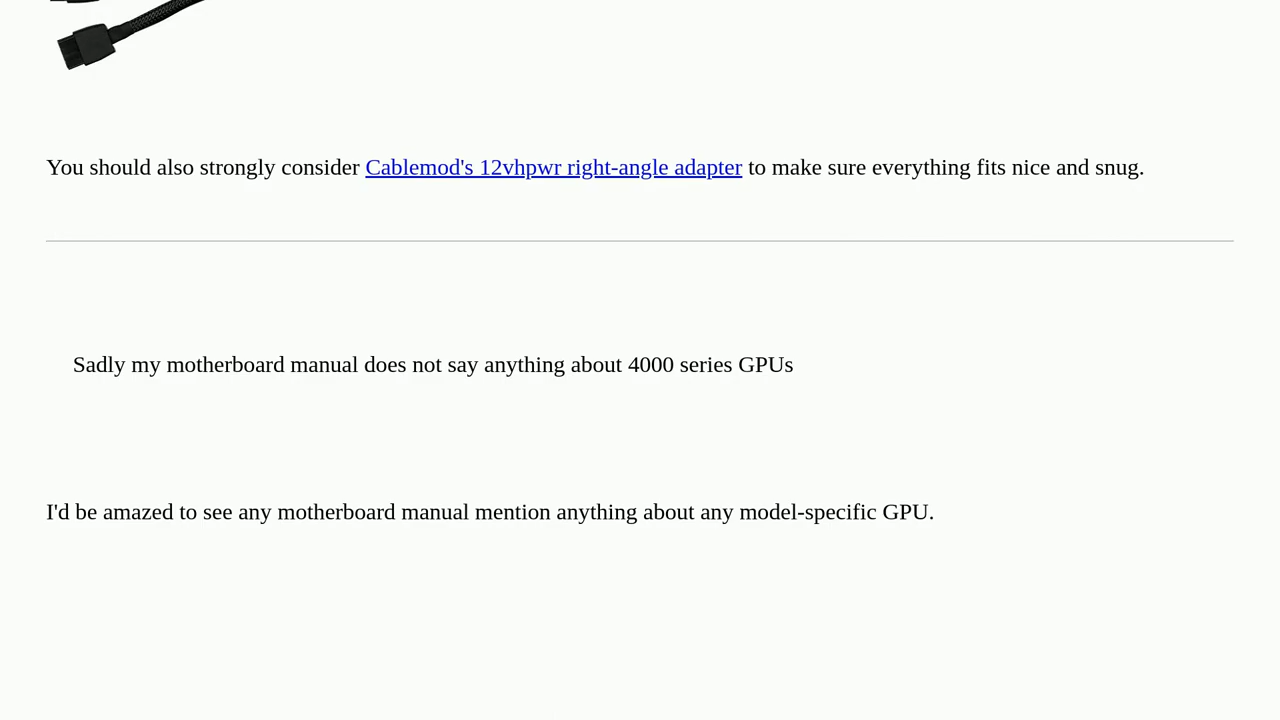 You should also strongly consider Cablemod's 12vhpwr right-angle adapter to make sure everything fits nice and snug.
Sadly my motherboard manual does not say anything about 4000 series GPUs
I'd be amazed to see any motherboard manual mention anything about any model-specific GPU.